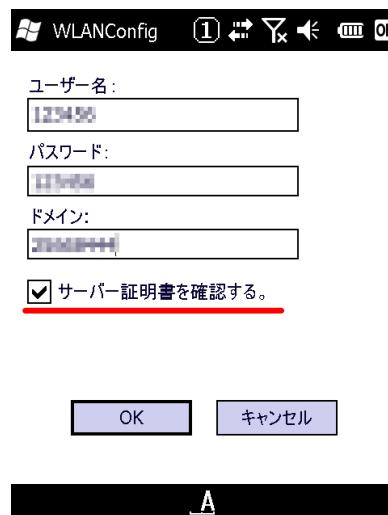 WLANConfig
ユーザー名:
パスワード:
ドメイン:
サーバー証明書を確認する。
OK キャンセル
A